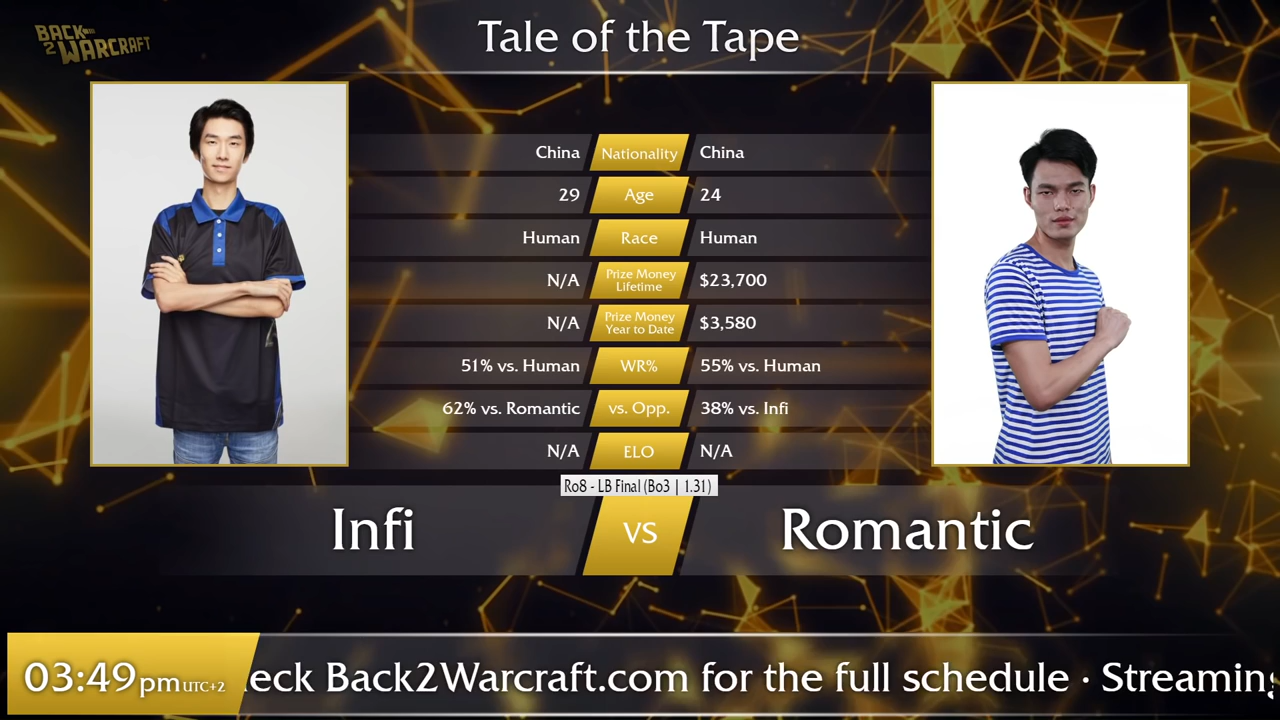 BACK
2 WARCRAFT
Tale of the Tape
China Nationality China
29 Age 24
Human Race Human
N/A Prize Money Lifetime $23,700
N/A Prize Money Year to Date $3,580
51% vs. Human WR% 55% vs. Human
62% vs. Romantic vs. Opp. 38% vs. Infi
N/A ELO N/A
Ro8 - LB Final (Bo3 | 1.31)
Infi VS Romantic
03:49pm UTC+2 eck Back2Warcraft.com for the full schedule · Streaming